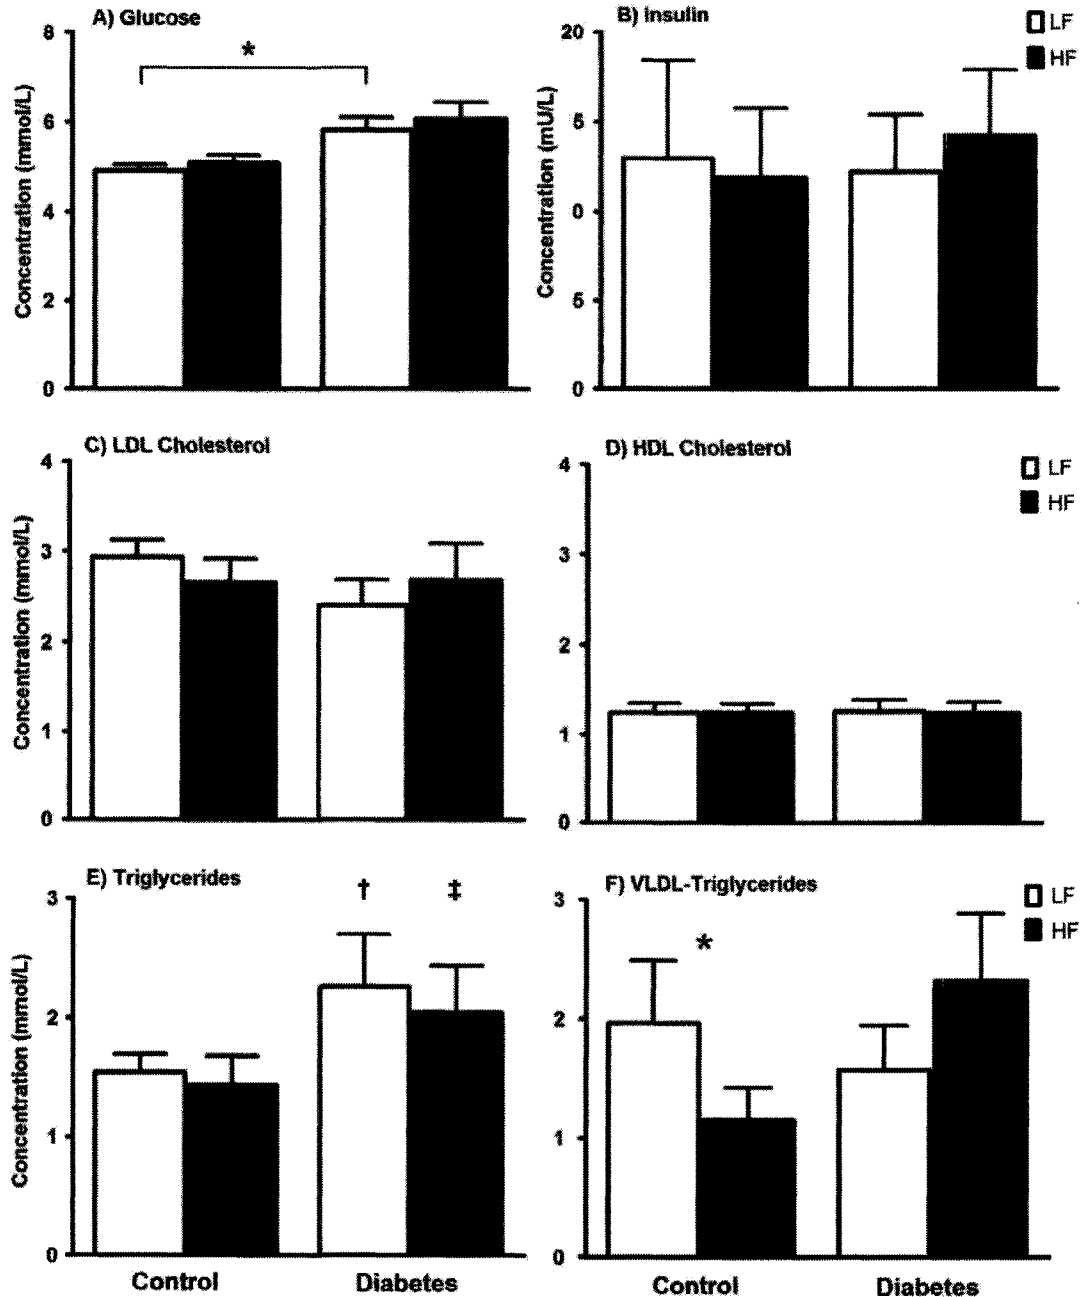 A) Glucose
B) Insulin
LF
HF
Concentration (mmol/L)
8
6
4
2
0
*
Concentration (mU/L)
20
5
0
5
0
C) LDL Cholesterol
D) HDL Cholesterol
LF
HF
Concentration (mmol/L)
4
3
2
1
0
4
3
2
1
0
E) Triglycerides
F) VLDL-Triglycerides
LF
HF
Concentration (mmol/L)
3
2
1
0
† ‡
3
2
1
0
*
Control Diabetes
Control Diabetes